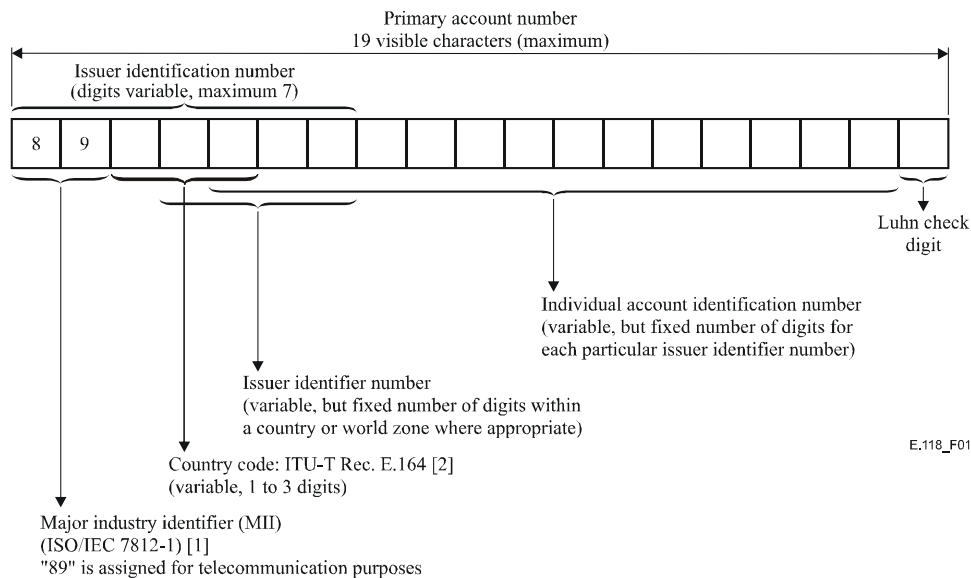 Primary account number
19 visible characters (maximum)
Issuer identification number
(digits variable, maximum 7)
8 9
Luhn check
digit
Individual account identification number
(variable, but fixed number of digits for
each particular issuer identifier number)
Issuer identifier number
(variable, but fixed number of digits within
a country or world zone where appropriate)
E.118_F01
Country code: ITU-T Rec. E.164 [2]
(variable, 1 to 3 digits)
Major industry identifier (MII)
(ISO/IEC 7812-1) [1]
"89" is assigned for telecommunication purposes